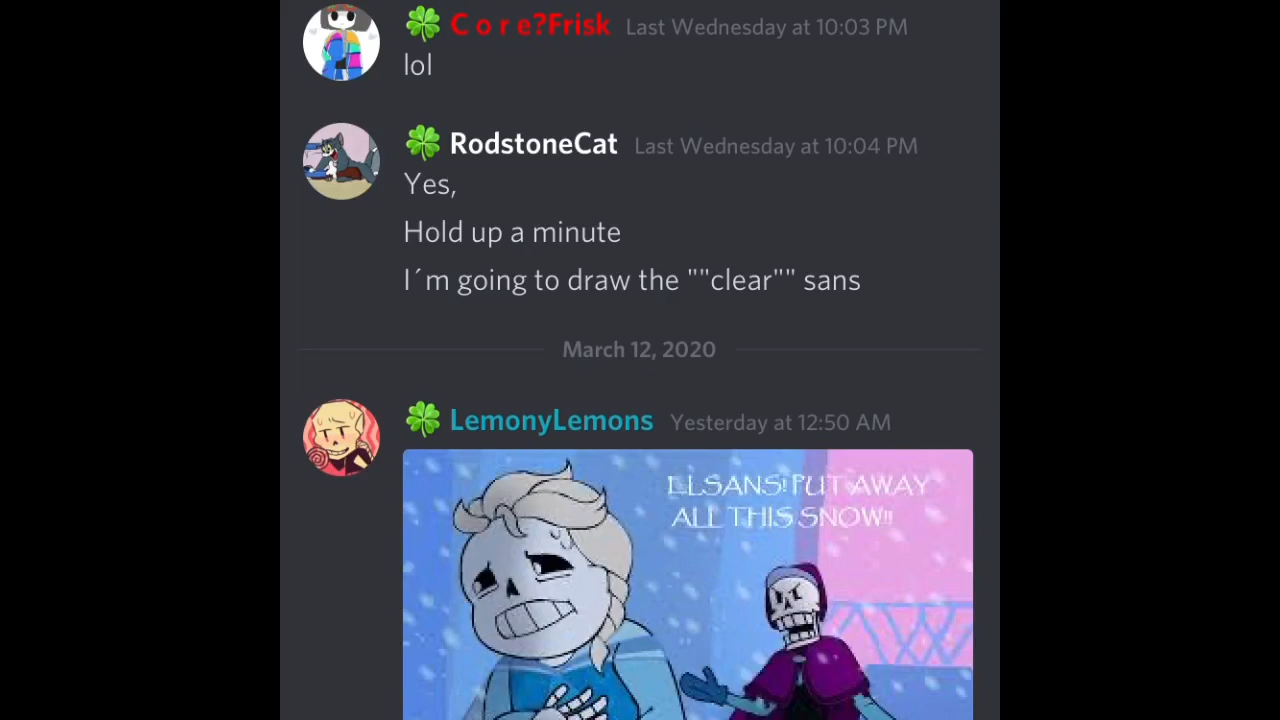 🍀 C o r e?Frisk Last Wednesday at 10:03 PM
lol
🍀 RodstoneCat Last Wednesday at 10:04 PM
Yes,
Hold up a minute
I´m going to draw the ""clear"" sans
March 12, 2020
🍀 LemonyLemons Yesterday at 12:50 AM
ELSANS! PUT AWAY
ALL THIS SNOW!!